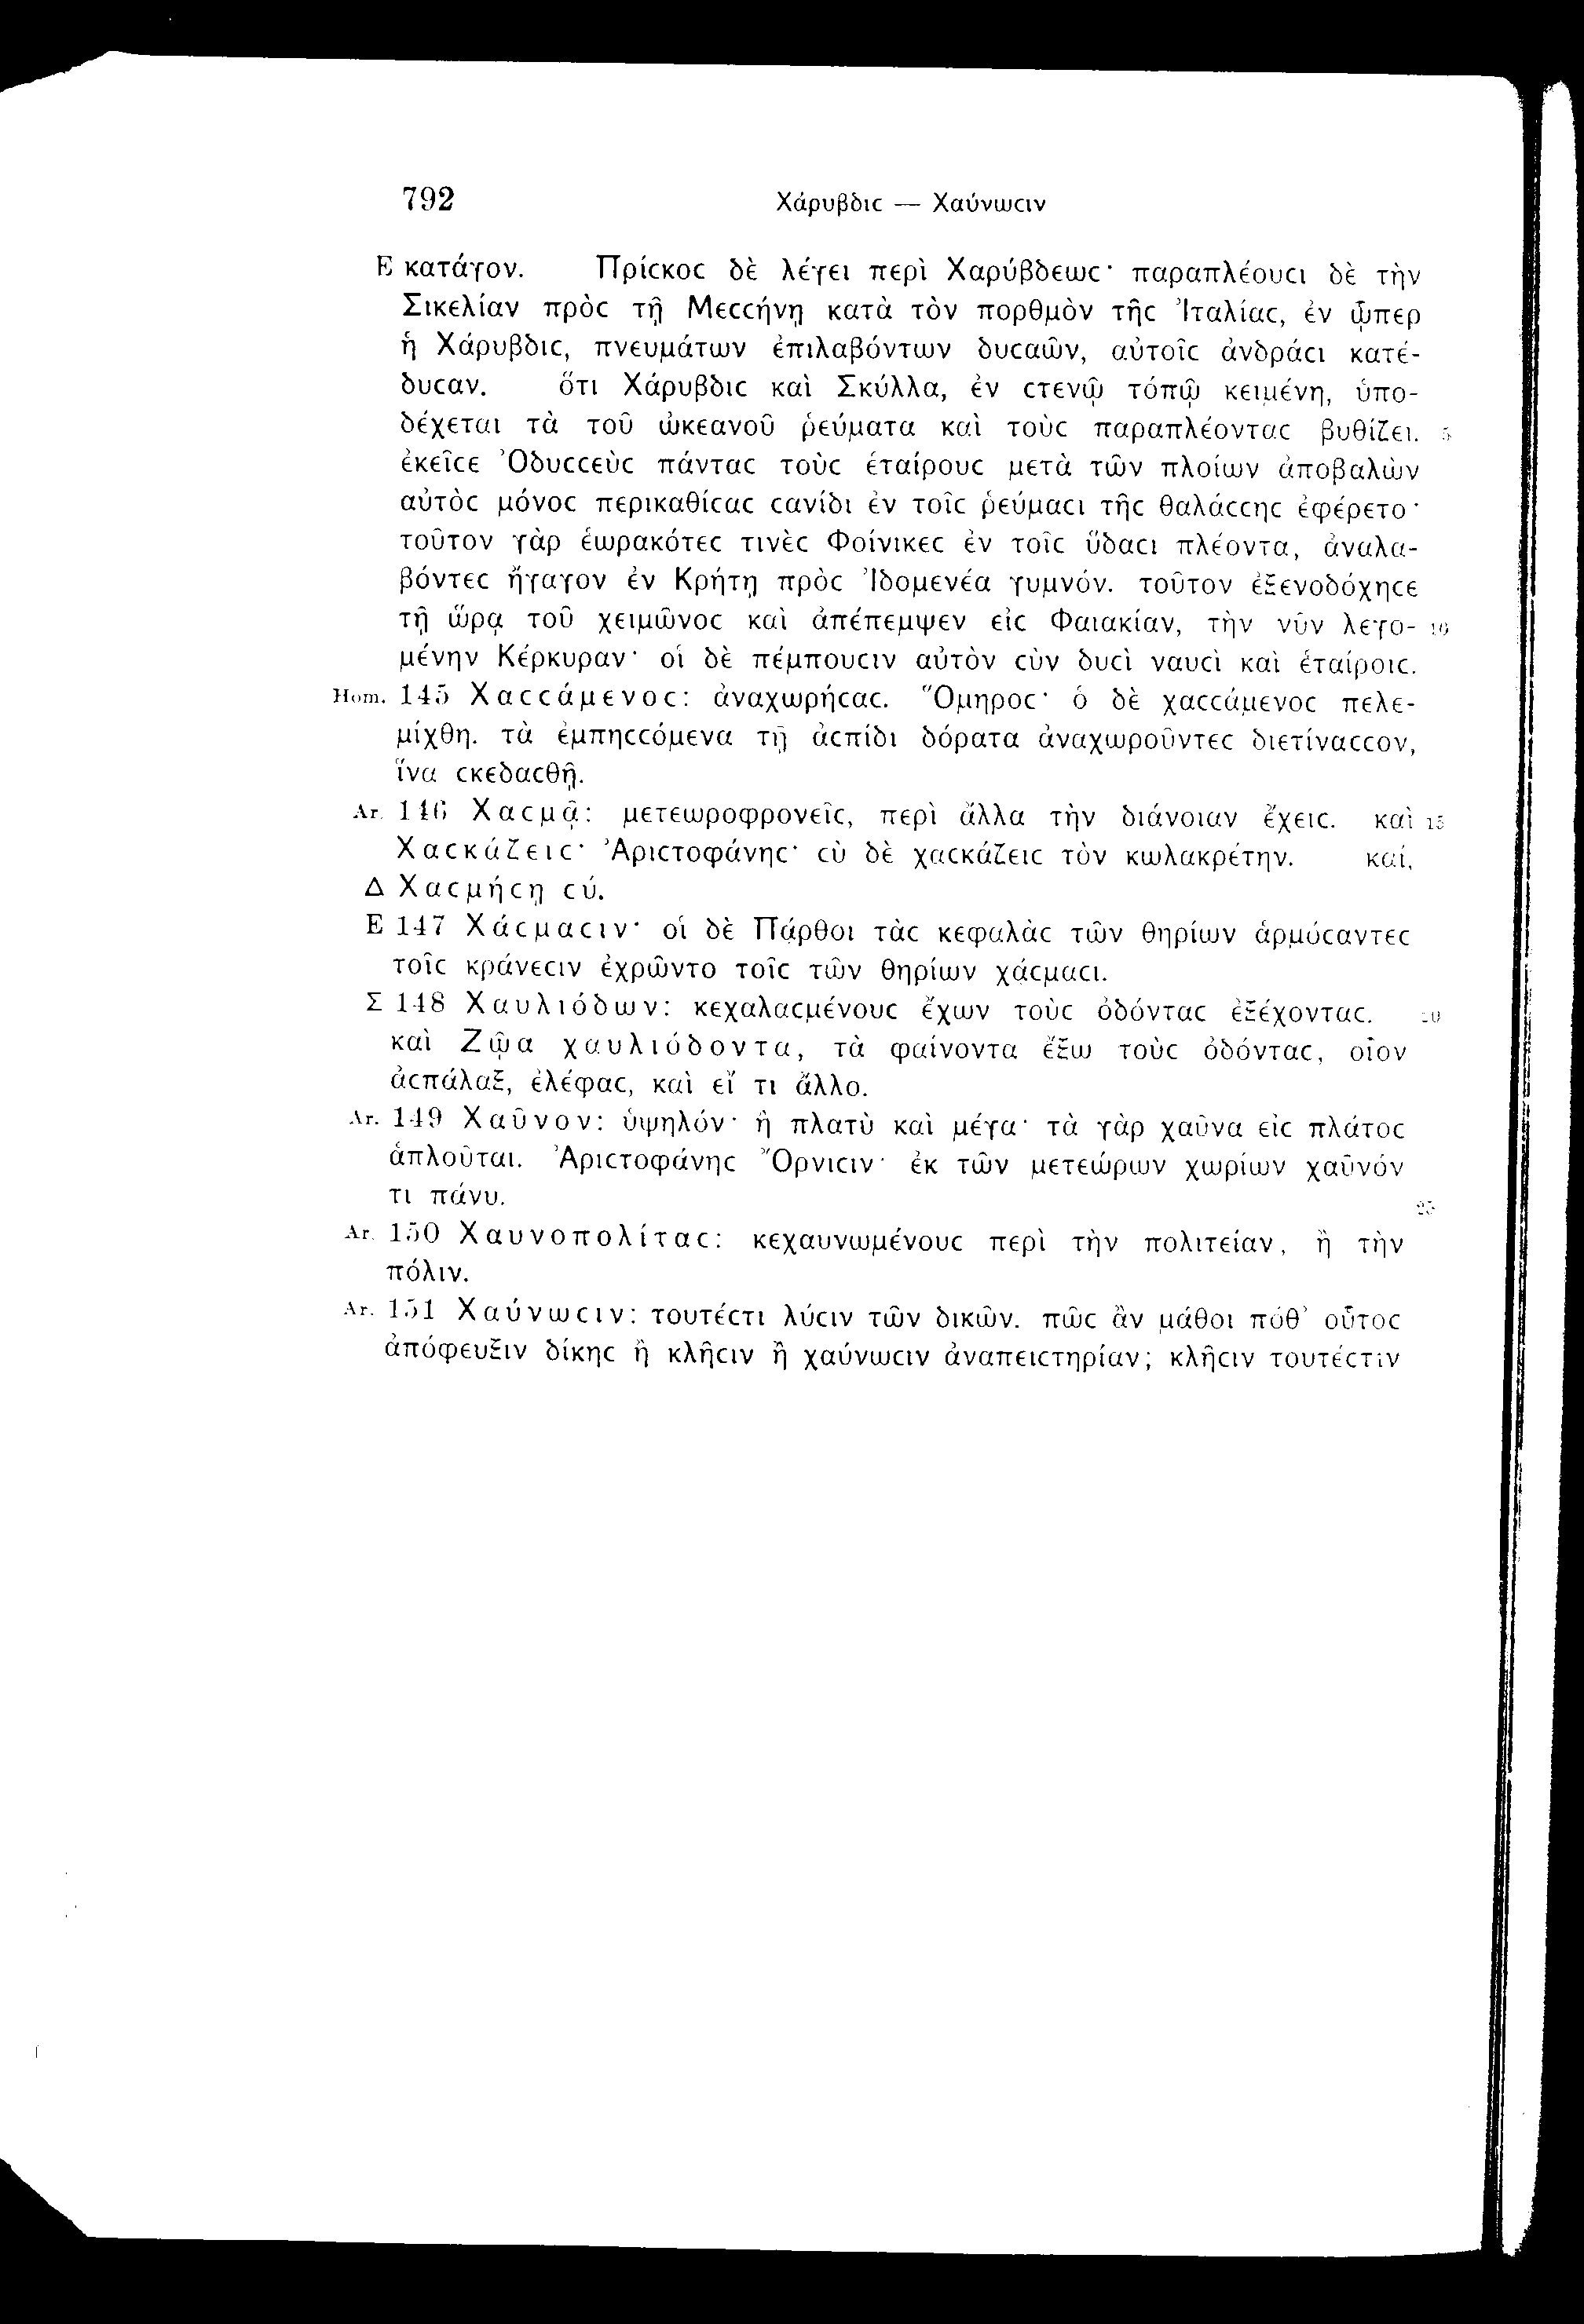 792 Χάρυβδιϲ — Χαύνωϲιν
Ε κατάγον. Πρίϲκοϲ δὲ λέγει περὶ Χαρύβδεωϲ· παραπλέουϲι δὲ τὴν
Σικελίαν πρὸϲ τῇ Μεϲϲήνῃ κατὰ τὸν πορθμὸν τῆϲ Ἰταλίαϲ, ἐν ᾧπερ
ἡ Χάρυβδιϲ, πνευμάτων ἐπιλαβόντων δυϲαῶν, αὐτοῖϲ ἀνδράϲι κατέ-
δυϲαν. ὅτι Χάρυβδιϲ καὶ Σκύλλα, ἐν ϲτενῷ τόπῳ κειμένη, ὑπο-
δέχεται τὰ τοῦ ὠκεανοῦ ῥεύματα καὶ τοὺϲ παραπλέονταϲ βυθίζει. 5
ἐκεῖϲε Ὀδυϲϲεὺϲ πάνταϲ τοὺϲ ἑταίρουϲ μετὰ τῶν πλοίων ἀποβαλὼν
αὐτὸϲ μόνοϲ περικαθίϲαϲ ϲανίδι ἐν τοῖϲ ῥεύμαϲι τῆϲ θαλάϲϲηϲ ἐφέρετο·
τοῦτον γὰρ ἑωρακότεϲ τινὲϲ Φοίνικεϲ ἐν τοῖϲ ὕδαϲι πλέοντα, ἀναλα-
βόντεϲ ἤγαγον ἐν Κρήτῃ πρὸϲ Ἰδομενέα γυμνόν. τοῦτον ἐξενοδόχηϲε
τῇ ὥρᾳ τοῦ χειμῶνοϲ καὶ ἀπέπεμψεν εἰϲ Φαιακίαν, τὴν νῦν λεγο- 10
μένην Κέρκυραν· οἱ δὲ πέμπουϲιν αὐτὸν ϲὺν δυϲὶ ναυϲὶ καὶ ἑταίροιϲ.
Hom. 145 Χαϲϲάμενοϲ: ἀναχωρήϲαϲ. Ὅμηροϲ· ὁ δὲ χαϲϲάμενοϲ πελε-
μίχθη. τὰ ἐμπηϲϲόμενα τῇ ἀϲπίδι δόρατα ἀναχωροῦντεϲ διετίναϲϲον,
ἵνα ϲκεδαϲθῇ.
Ar. 146 Χαϲμᾷ: μετεωροφρονεῖϲ, περὶ ἄλλα τὴν διάνοιαν ἔχειϲ. καὶ 15
Χαϲκάζειϲ· Ἀριϲτοφάνηϲ· ϲὺ δὲ χαϲκάζειϲ τὸν κωλακρέτην. καί,
Δ Χαϲμήϲῃ ϲύ.
Ε 147 Χάϲμαϲιν· οἱ δὲ Πάρθοι τὰϲ κεφαλὰϲ τῶν θηρίων ἁρμόϲαντεϲ
τοῖϲ κράνεϲιν ἐχρῶντο τοῖϲ τῶν θηρίων χάϲμαϲι.
Σ 148 Χαυλιόδων: κεχαλαϲμένουϲ ἔχων τοὺϲ ὀδόνταϲ ἐξέχονταϲ. 20
καὶ Ζῷα χαυλιόδοντα, τὰ φαίνοντα ἔξω τοὺϲ ὀδόνταϲ, οἷον
ἀϲπάλαξ, ἐλέφαϲ, καὶ εἴ τι ἄλλο.
Ar. 149 Χαῦνον: ὑψηλόν· ἢ πλατὺ καὶ μέγα· τὰ γὰρ χαῦνα εἰϲ πλάτοϲ
ἁπλοῦται. Ἀριϲτοφάνηϲ Ὄρνιϲιν· ἐκ τῶν μετεώρων χωρίων χαῦνόν
τι πάνυ. 25
Ar. 150 Χαυνοπολίταϲ: κεχαυνωμένουϲ περὶ τὴν πολιτείαν, ἢ τὴν
πόλιν.
Ar. 151 Χαύνωϲιν: τουτέϲτι λύϲιν τῶν δικῶν. πῶϲ ἂν μάθοι πόθ' οὗτοϲ
ἀπόφευξιν δίκηϲ ἢ κλῆϲιν ἢ χαύνωϲιν ἀναπειϲτηρίαν; κλῆϲιν τουτέϲτιν